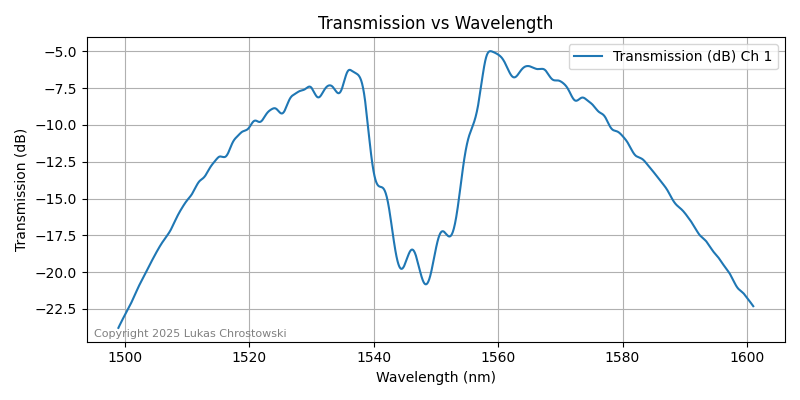 Transmission vs Wavelength
Transmission (dB) Ch 1
Transmission (dB)
−5.0
−7.5
−10.0
−12.5
−15.0
−17.5
−20.0
−22.5
Copyright 2025 Lukas Chrostowski
1500 1520 1540 1560 1580 1600
Wavelength (nm)